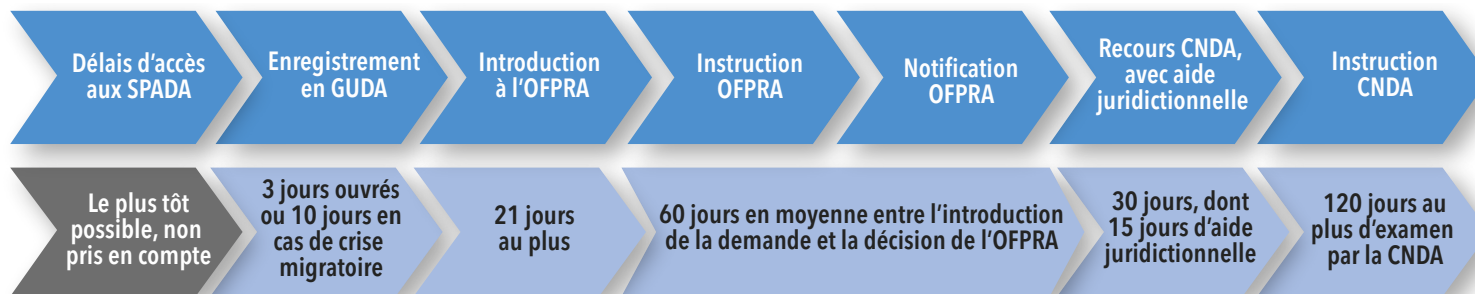 Délais d’accès
aux SPADA
Enregistrement
en GUDA
Introduction
à l’OFPRA
Instruction
OFPRA
Notification
OFPRA
Recours CNDA,
avec aide
juridictionnelle
Instruction
CNDA
Le plus tôt
possible, non
pris en compte
3 jours ouvrés
ou 10 jours en
cas de crise
migratoire
21 jours
au plus
60 jours en moyenne entre l’introduction
de la demande et la décision de l’OFPRA
30 jours, dont
15 jours d’aide
juridictionnelle
120 jours au
plus d’examen
par la CNDA